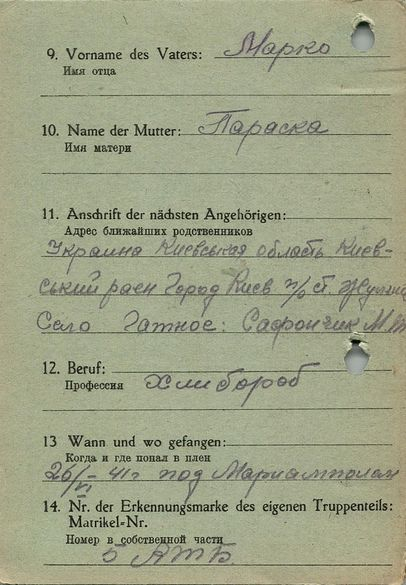 9. Vorname des Vaters: Марко
Имя отца
10. Name der Mutter: Параска
Имя матери
11. Anschrift der nächsten Angehörigen:
Адрес ближайших родственников
Украина Киевськая область Киев-
ський раен Город Киев п/о ст.
Село Гатное: Сафончик М.
12. Beruf:
Профессия Хлибороб
13 Wann und wo gefangen:
Когда и где попал в плен
26/VI – 41г под Мариамполем
14. Nr. der Erkennungsmarke des eigenen Truppenteils:
Matrikel-Nr.
Номер в собственной части
5 АТБ.